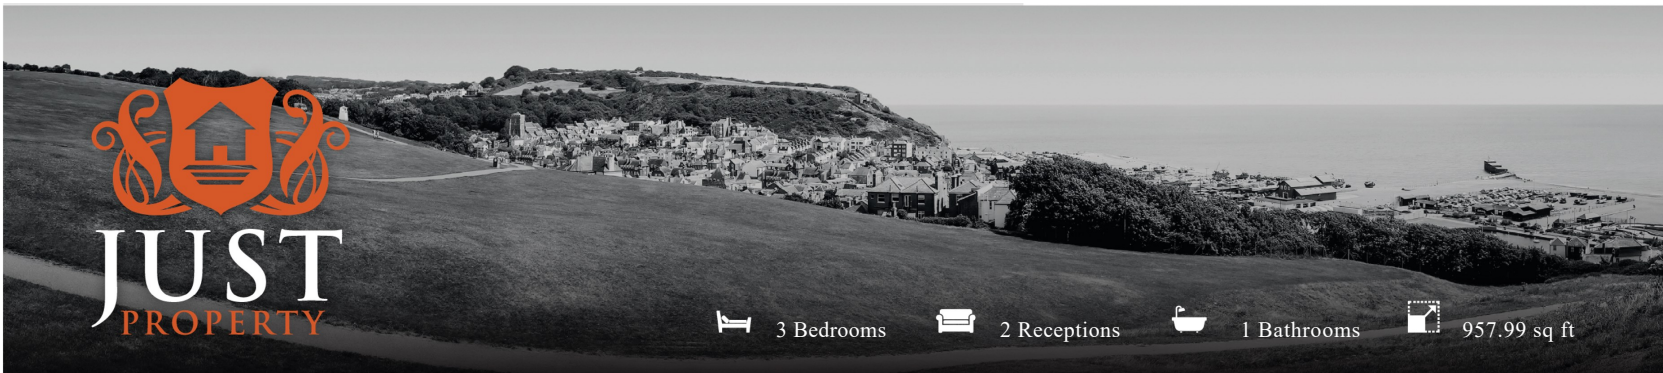 JUST
PROPERTY
3 Bedrooms
2 Receptions
1 Bathrooms
957.99 sq ft